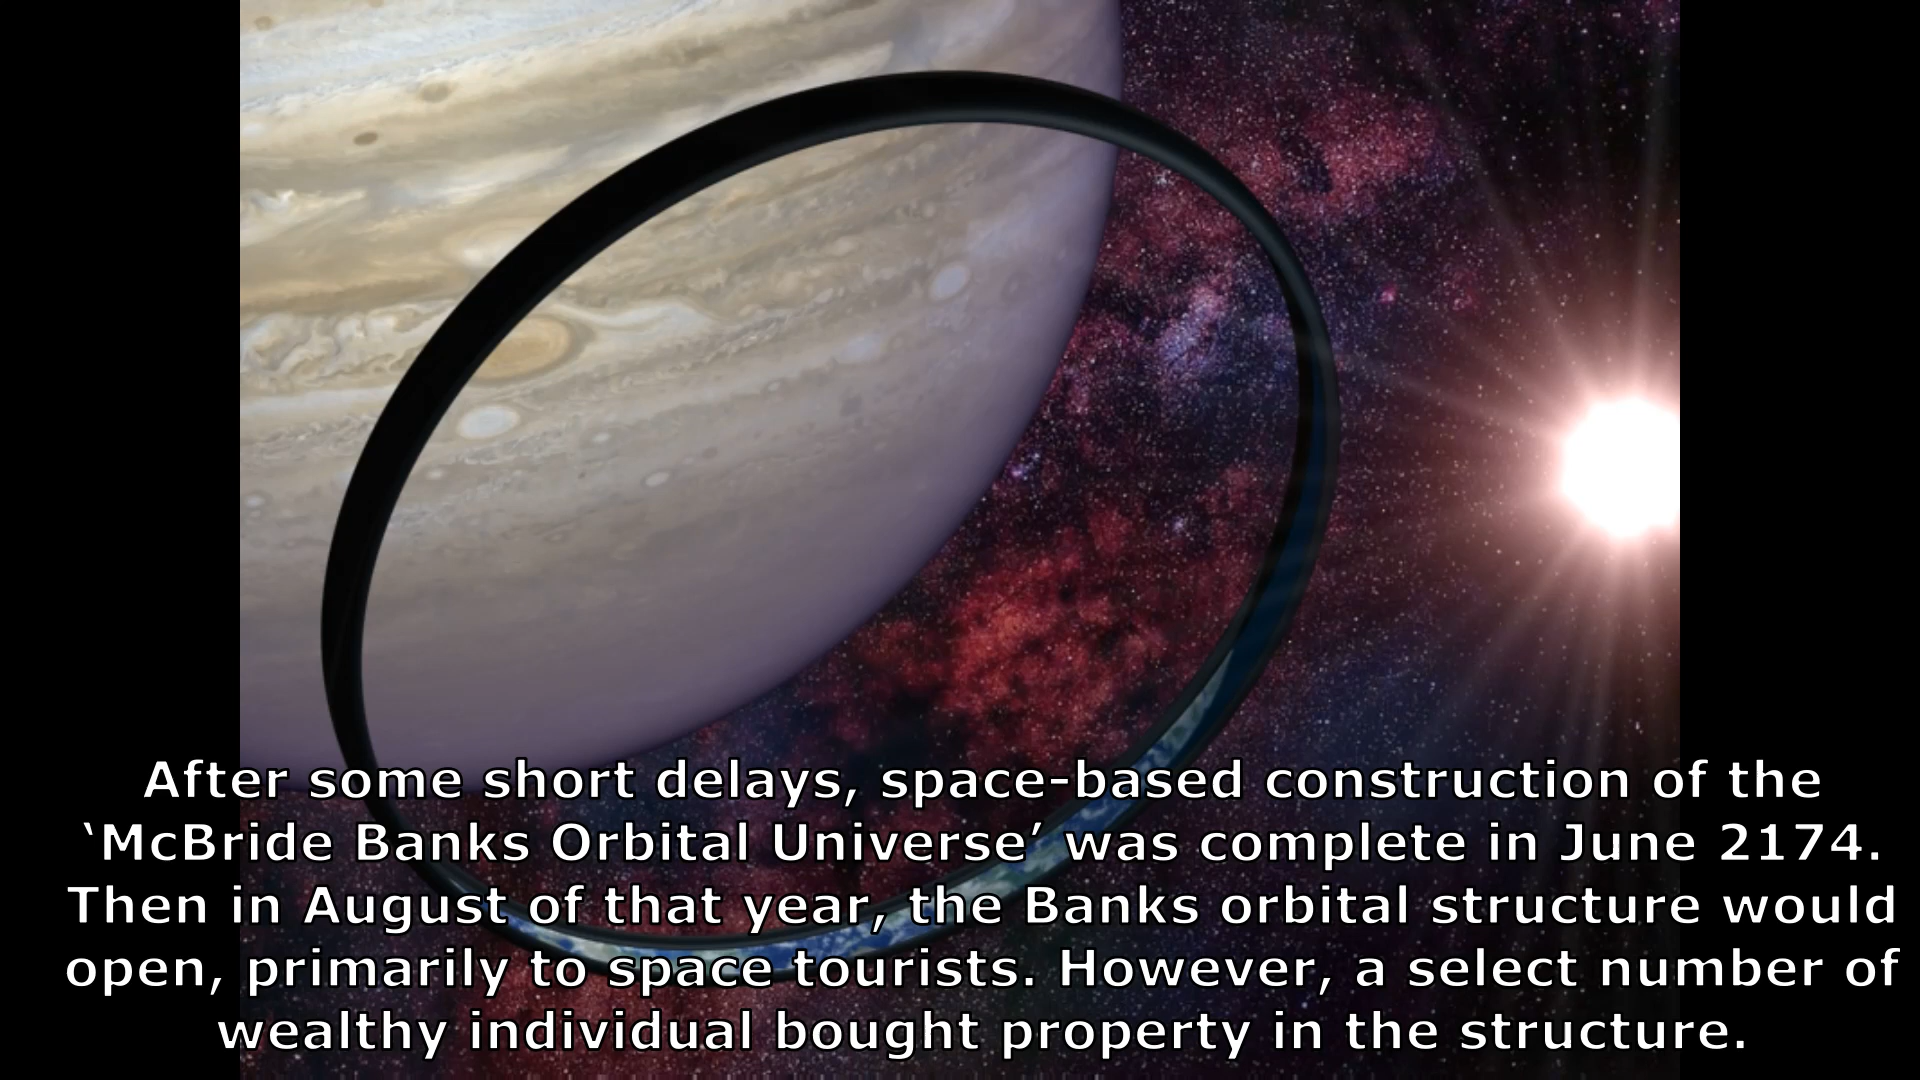 After some short delays, space-based construction of the
‘McBride Banks Orbital Universe’ was complete in June 2174.
Then in August of that year, the Banks orbital structure would
open, primarily to space tourists. However, a select number of
wealthy individual bought property in the structure.